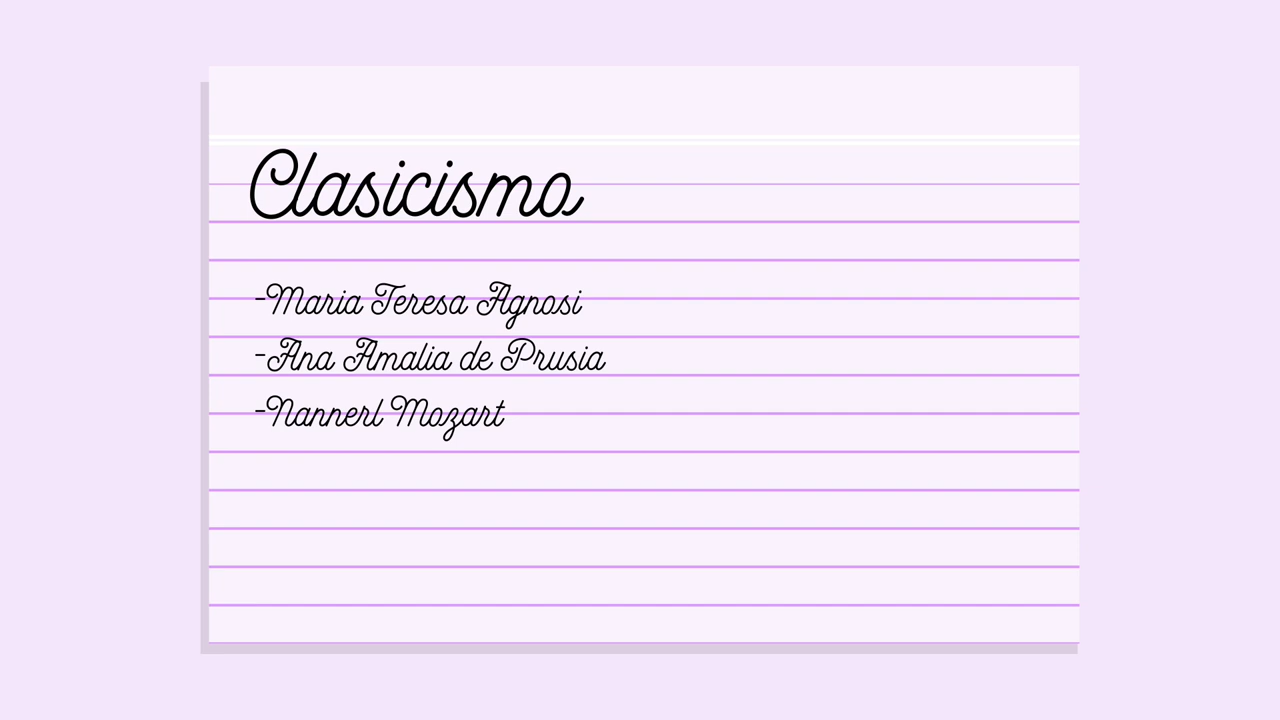 Clasicismo
-Maria Teresa Agnosi
-Ana Amalia de Prusia
-Nannerl Mozart